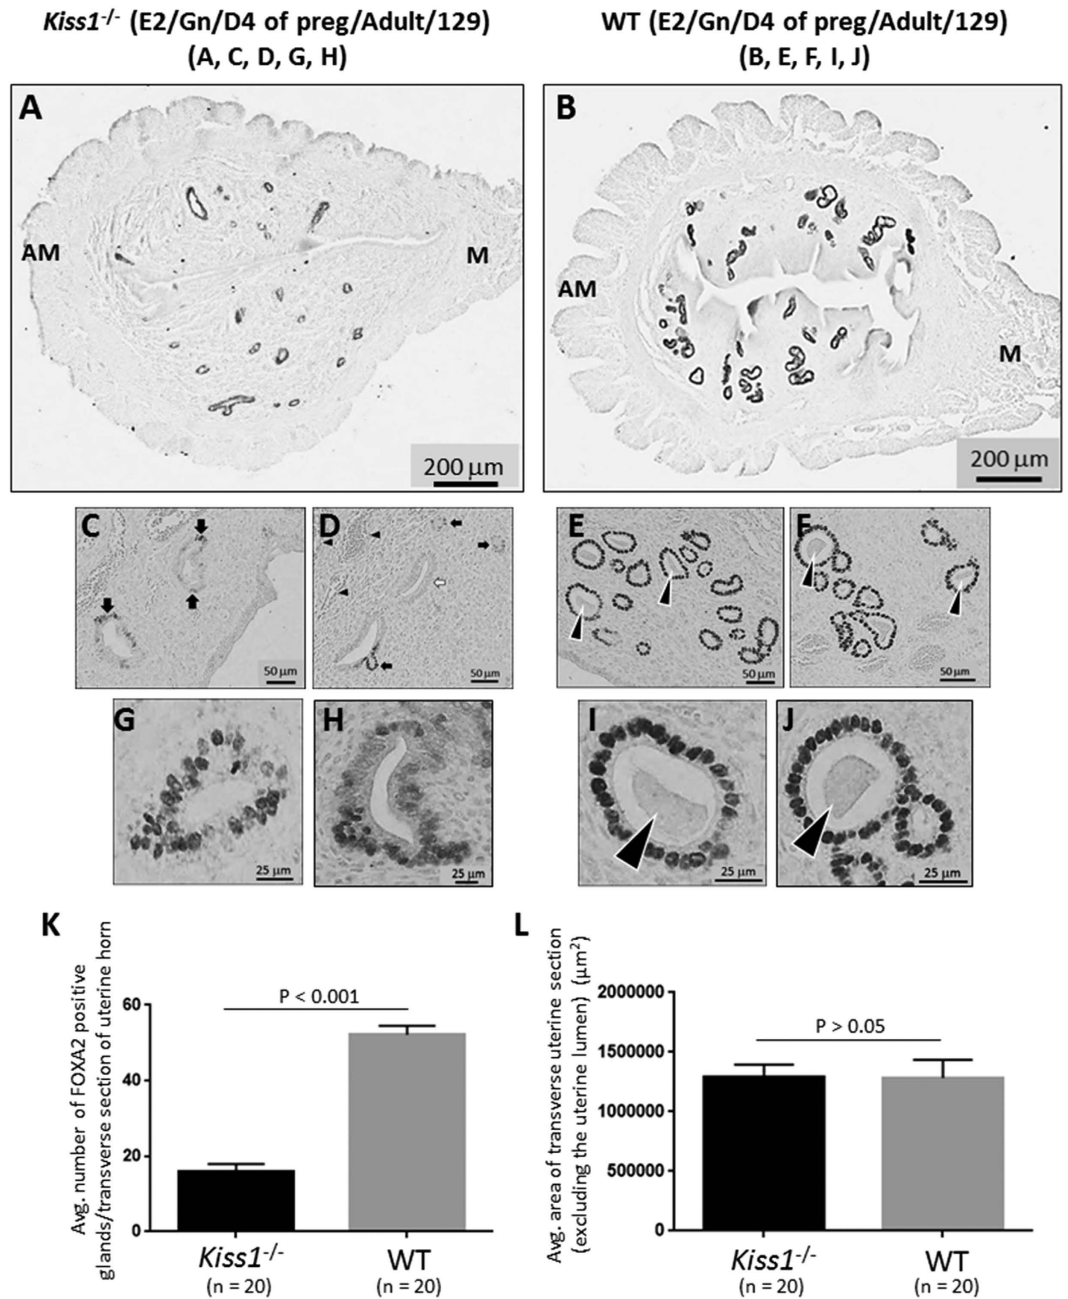 Kiss1-/- (E2/Gn/D4 of preg/Adult/129)
(A, C, D, G, H)
WT (E2/Gn/D4 of preg/Adult/129)
(B, E, F, I, J)
A
AM
M
200 μm
B
AM
M
200 μm
C
50 μm
D
50 μm
E
50 μm
F
50 μm
G
25 μm
H
25 μm
I
25 μm
J
25 μm
K
Avg. number of FOXA2 positive
glands/transverse section of uterine horn
P < 0.001
60
40
20
0
Kiss1-/-
(n = 20)
WT
(n = 20)
L
Avg. area of transverse uterine section
(excluding the uterine lumen) (μm2)
P > 0.05
2000000
1500000
1000000
500000
0
Kiss1-/-
(n = 20)
WT
(n = 20)